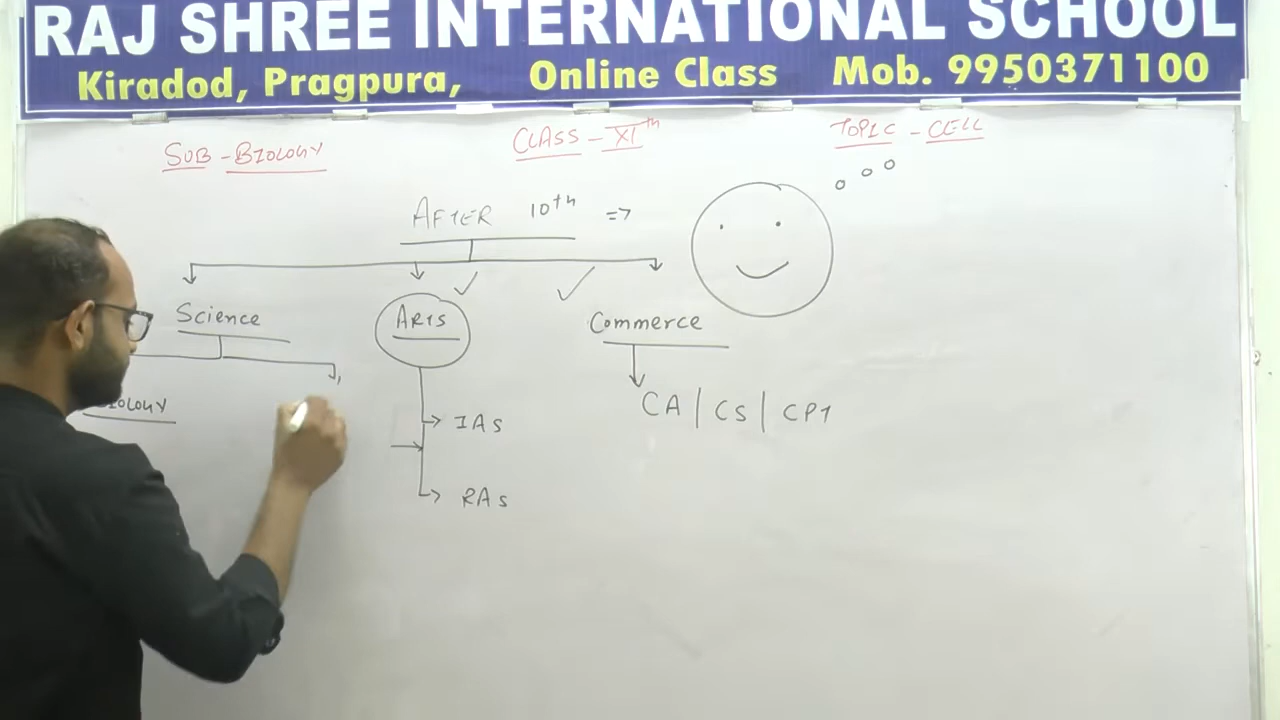 RAJ SHREE INTERNATIONAL SCHOOL
Kiradod, Pragpura, Online Class Mob. 9950371100
SUB - BIOLOGY CLASS - XIth TOPIC - CELL
AFTER 10th =>
Science ARTS Commerce
BIOLOGY CA | CS | CPT
IAS
RAS